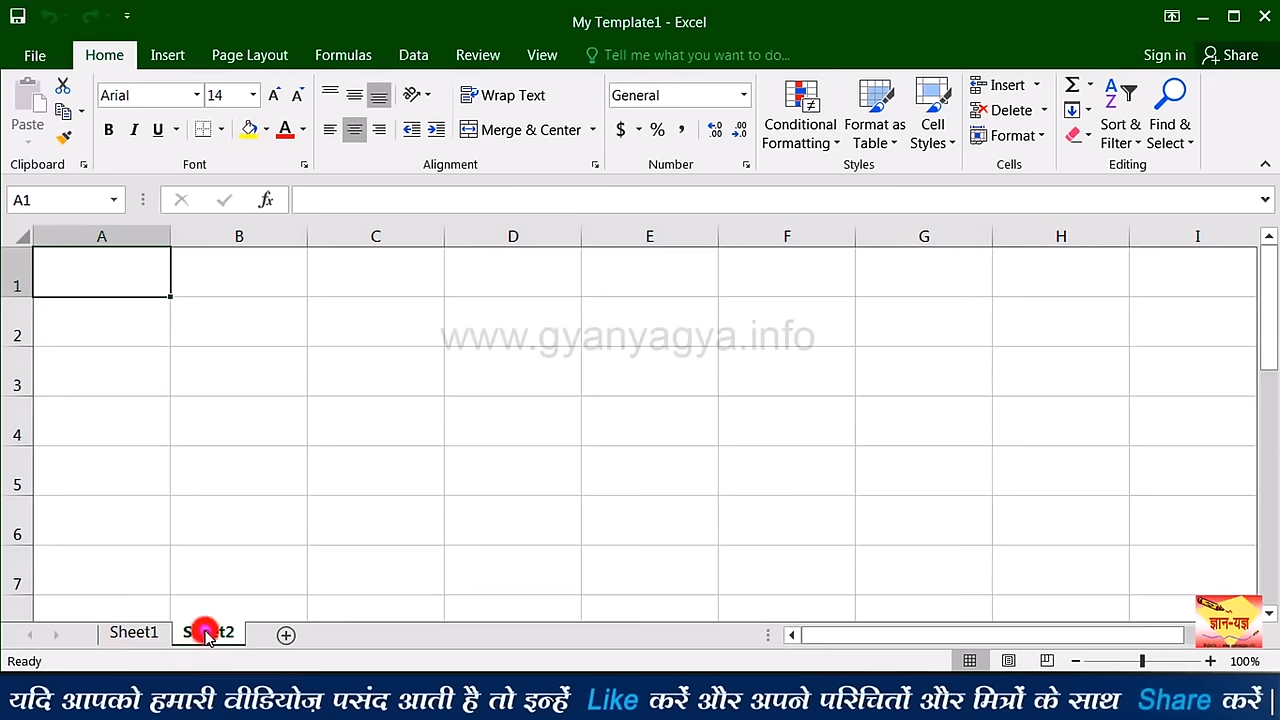 My Template1 - Excel
File Home Insert Page Layout Formulas Data Review View Tell me what you want to do... Sign in Share
Paste Arial 14 Wrap Text General Conditional Formatting Format as Table Cell Styles Insert Sort & Filter Find & Select
B I U Merge & Center $ % , Delete
Format
Clipboard Font Alignment Number Styles Cells Editing
A1 fx
A B C D E F G H I
1
2
www.gyanyagya.info
3
4
5
6
7
ज्ञान-यज्ञ
Sheet1 Sheet2
Ready 100%
यदि आपको हमारी वीडियोज़ पसंद आती है तो इन्हें Like करें और अपने परिचितों और मित्रों के साथ Share करें |